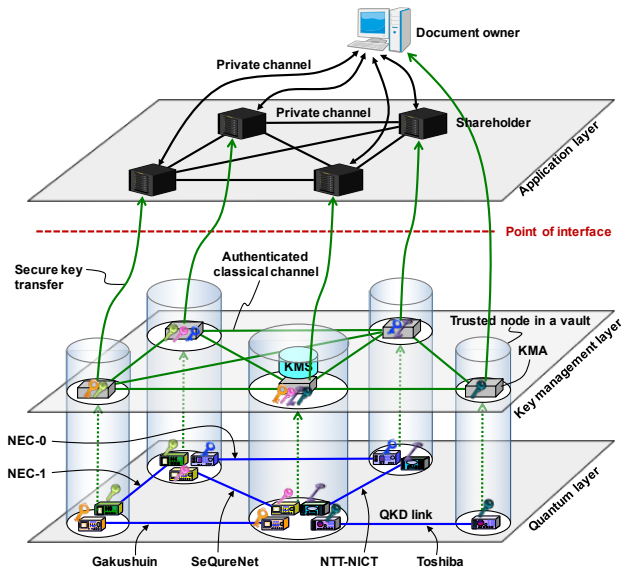 Document owner
Private channel
Private channel
Shareholder
Application layer
Point of interface
Authenticated
classical channel
Secure key
transfer
Trusted node in a vault
KMS
KMA
Key management layer
NEC-0
NEC-1
QKD link
Quantum layer
Gakushuin
SeQureNet
NTT-NICT
Toshiba